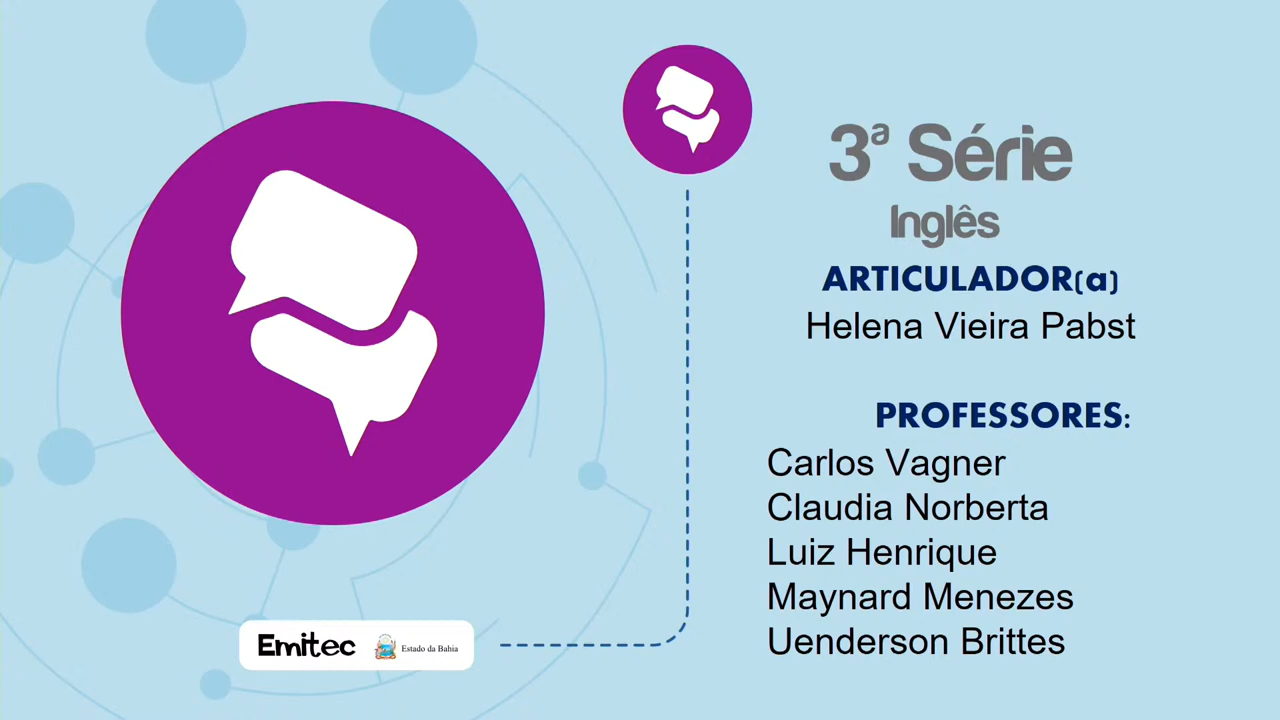 3ª Série
Inglês
ARTICULADOR(a)
Helena Vieira Pabst
PROFESSORES:
Carlos Vagner
Claudia Norberta
Luiz Henrique
Maynard Menezes
Uenderson Brittes
Emitec
Estado da Bahia